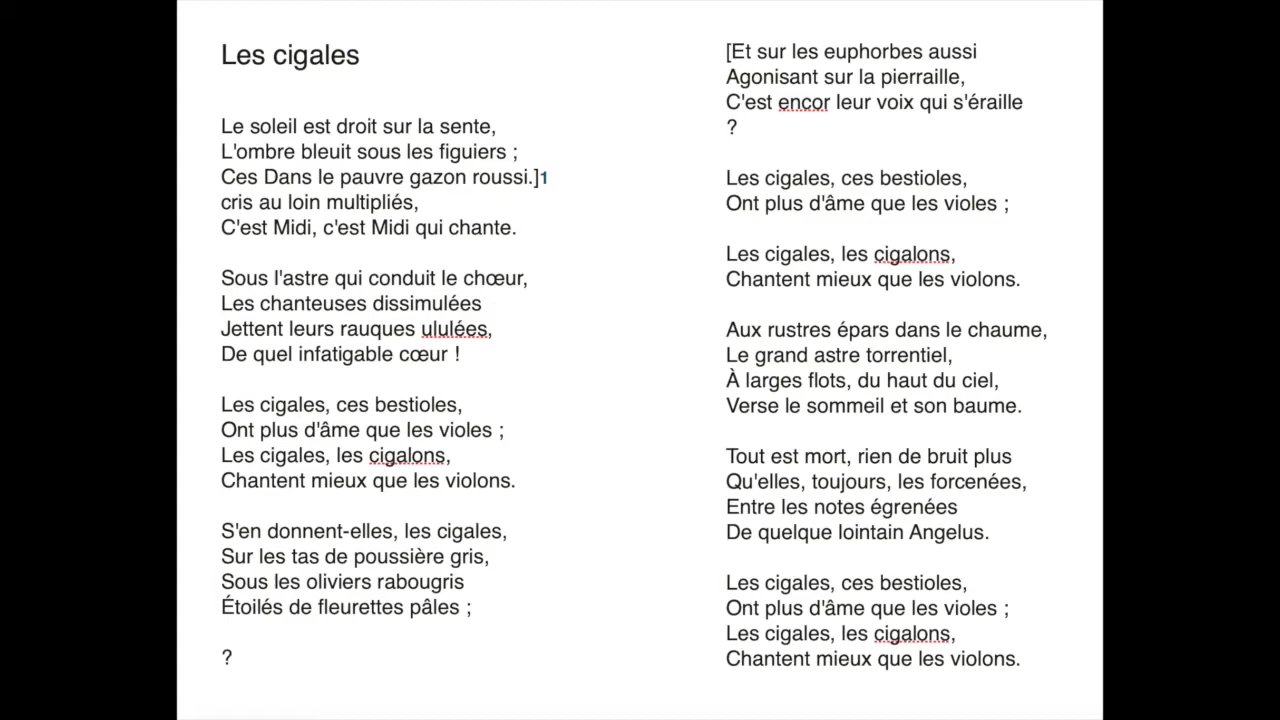 Les cigales
Le soleil est droit sur la sente,
L'ombre bleuit sous les figuiers ;
Ces Dans le pauvre gazon roussi.]1
cris au loin multipliés,
C'est Midi, c'est Midi qui chante.
Sous l'astre qui conduit le chœur,
Les chanteuses dissimulées
Jettent leurs rauques ululées,
De quel infatigable cœur !
Les cigales, ces bestioles,
Ont plus d'âme que les violes ;
Les cigales, les cigalons,
Chantent mieux que les violons.
S'en donnent-elles, les cigales,
Sur les tas de poussière gris,
Sous les oliviers rabougris
Étoilés de fleurettes pâles ;
?
[Et sur les euphorbes aussi
Agonisant sur la pierraille,
C'est encor leur voix qui s'éraille
?
Les cigales, ces bestioles,
Ont plus d'âme que les violes ;
Les cigales, les cigalons,
Chantent mieux que les violons.
Aux rustres épars dans le chaume,
Le grand astre torrentiel,
À larges flots, du haut du ciel,
Verse le sommeil et son baume.
Tout est mort, rien de bruit plus
Qu'elles, toujours, les forcenées,
Entre les notes égrenées
De quelque lointain Angelus.
Les cigales, ces bestioles,
Ont plus d'âme que les violes ;
Les cigales, les cigalons,
Chantent mieux que les violons.